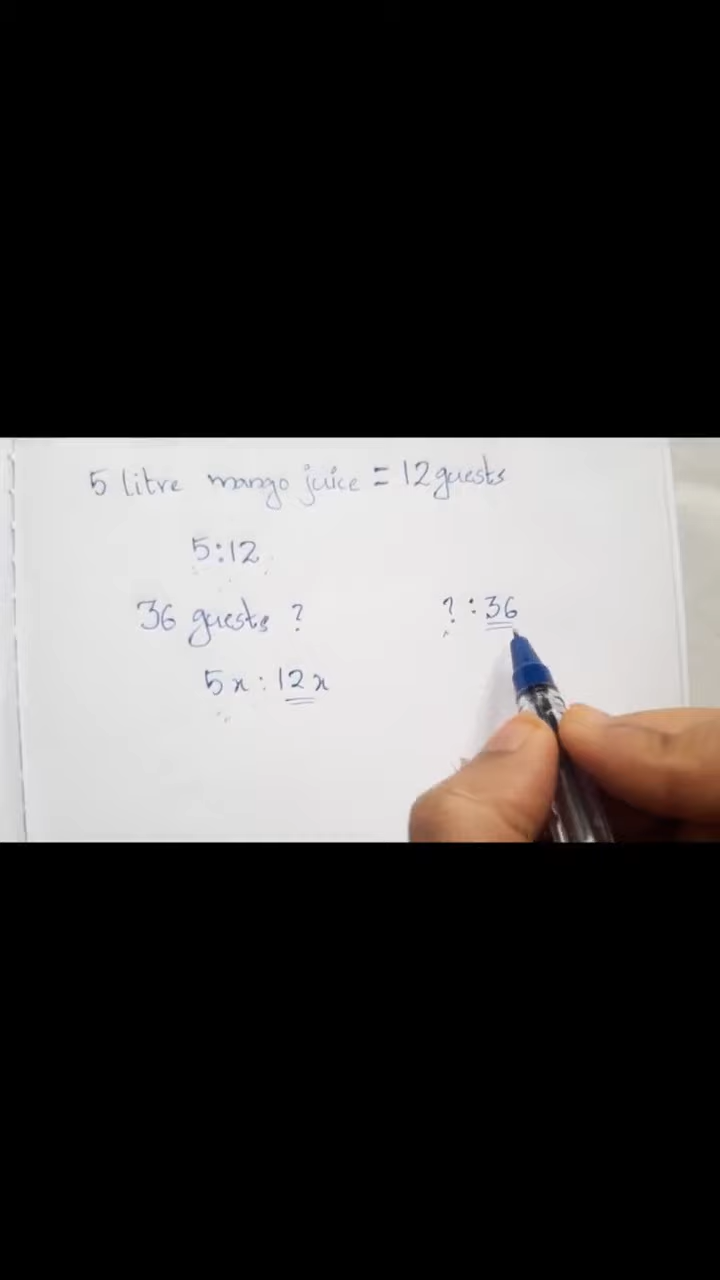 5 litre mango juice = 12 guests
5:12
36 guests ? ? : 36
5x : 12x